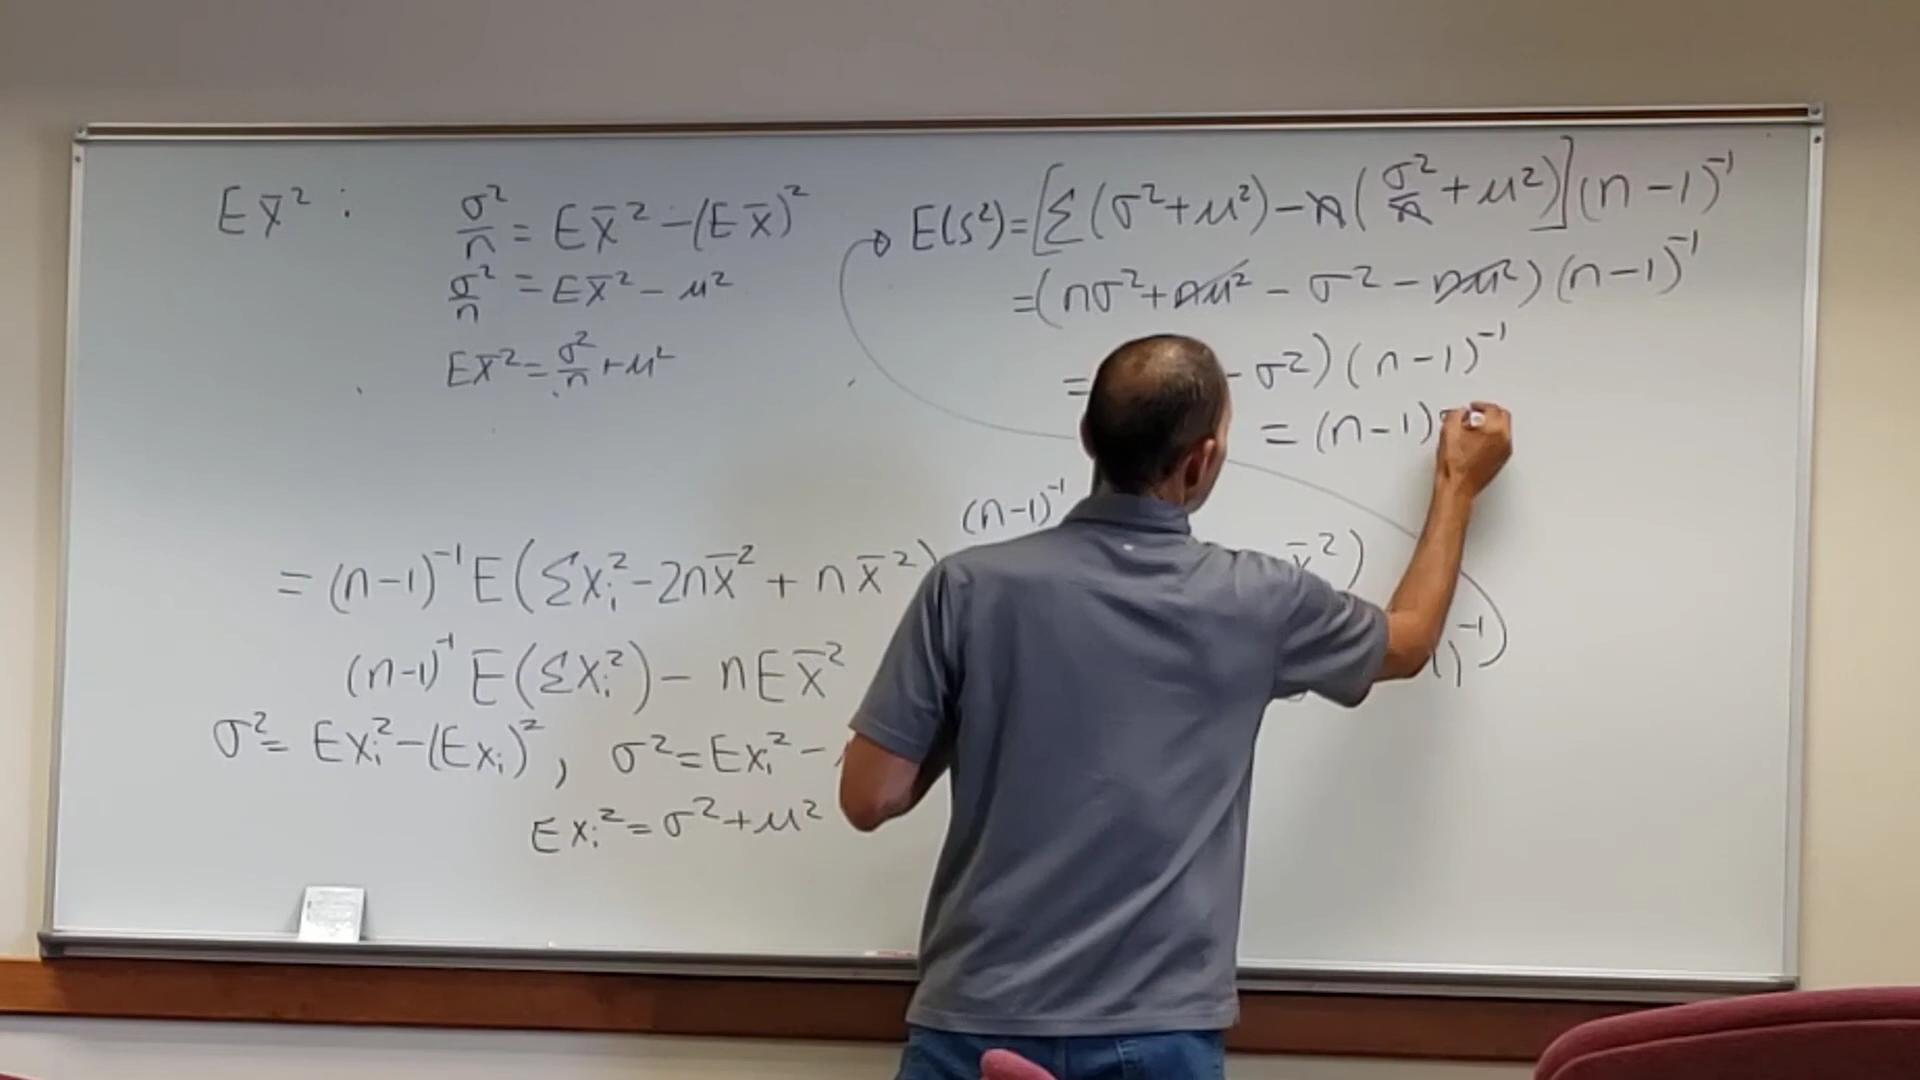 Ex̄² :
σ²/n = Ex̄² − (Ex̄)²
σ²/n = Ex̄² − μ²
Ex̄² = σ²/n + μ²
E(s²) = [Σ(σ²+μ²) − n(σ²/n + μ²)](n−1)⁻¹
= (nσ² + nμ² − σ² − nμ²)(n−1)⁻¹
= − σ²)(n−1)⁻¹
= (n−1)
(n−1)⁻¹
= (n−1)⁻¹ E(Σxᵢ² − 2nx̄² + nx̄²)
x̄²)
(n−1)⁻¹ E(Σxᵢ²) − nEx̄²
)⁻¹
σ² = Exᵢ² − (Exᵢ)², σ² = Exᵢ² −
Exᵢ² = σ² + μ²